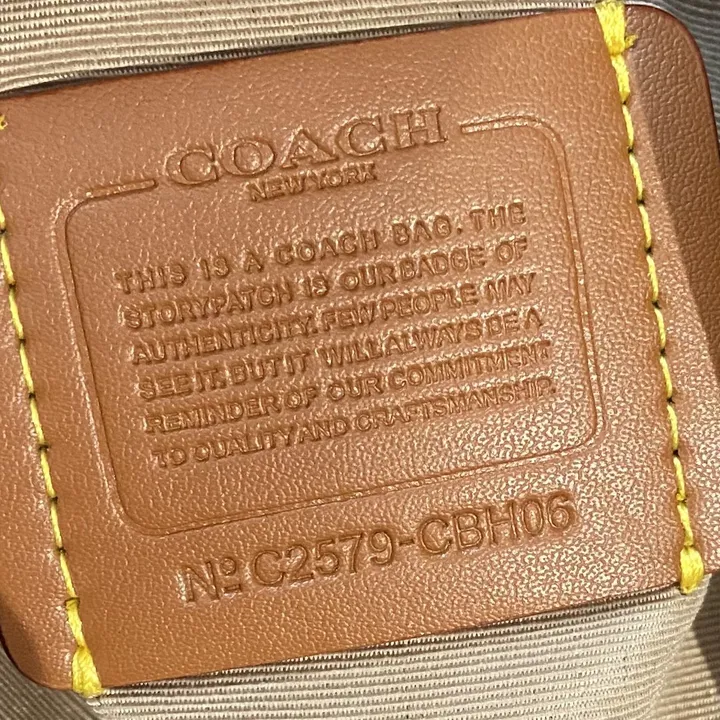 COACH
NEW YORK
THIS IS A COACH BAG. THE
STORYPATCH IS OUR BADGE OF
AUTHENTICITY. FEW PEOPLE MAY
SEE IT, BUT IT WILL ALWAYS BE A
REMINDER OF OUR COMMITMENT
TO QUALITY AND CRAFTSMANSHIP.
Nº C2579-CBH06